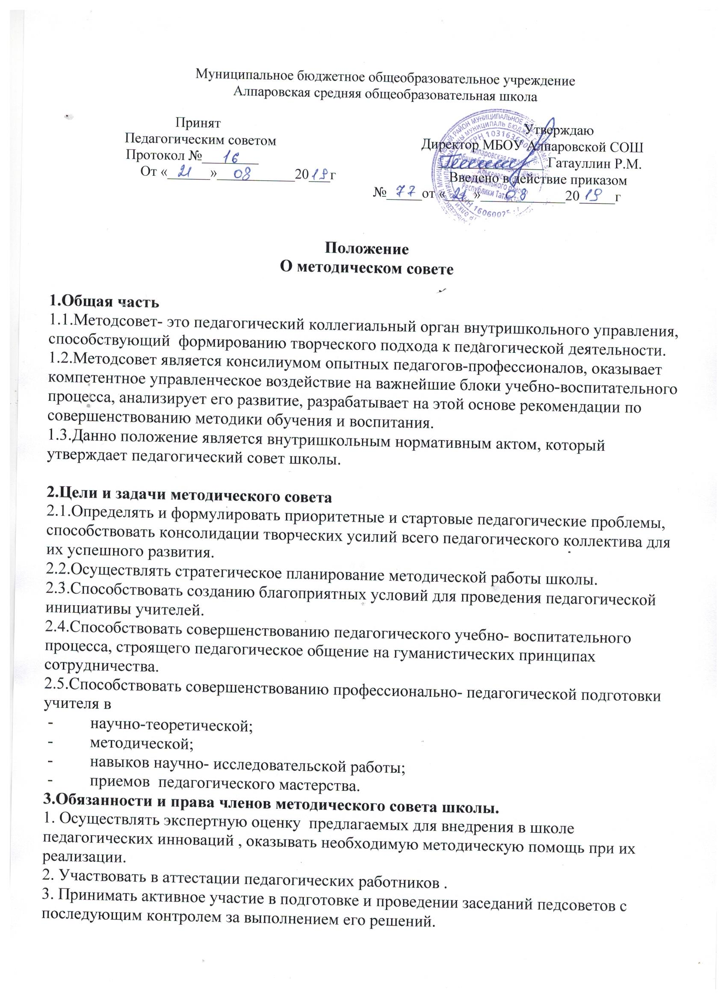 Муниципальное бюджетное общеобразовательное учреждение
Алпаровская средняя общеобразовательная школа
Принят
Педагогическим советом
Протокол № 16
От « 21 » 08 2019г
Утверждаю
Директор МБОУ Алпаровской СОШ
Гатауллин Р.М.
Введено в действие приказом
№ 77 от « 21 » 08 2019г
Положение
О методическом совете
1.Общая часть
1.1.Методсовет- это педагогический коллегиальный орган внутришкольного управления,
способствующий  формированию творческого подхода к педагогической деятельности.
1.2.Методсовет является консилиумом опытных педагогов-профессионалов, оказывает
компетентное управленческое воздействие на важнейшие блоки учебно-воспитательного
процесса, анализирует его развитие, разрабатывает на этой основе рекомендации по
совершенствованию методики обучения и воспитания.
1.3.Данно положение является внутришкольным нормативным актом, который
утверждает педагогический совет школы.
2.Цели и задачи методического совета
2.1.Определять и формулировать приоритетные и стартовые педагогические проблемы,
способствовать консолидации творческих усилий всего педагогического коллектива для
их успешного развития.
2.2.Осуществлять стратегическое планирование методической работы школы.
2.3.Способствовать созданию благоприятных условий для проведения педагогической
инициативы учителей.
2.4.Способствовать совершенствованию педагогического учебно- воспитательного
процесса, строящего педагогическое общение на гуманистических принципах
сотрудничества.
2.5.Способствовать совершенствованию профессионально- педагогической подготовки
учителя в
- научно-теоретической;
- методической;
- навыков научно- исследовательской работы;
- приемов  педагогического мастерства.
3.Обязанности и права членов методического совета школы.
1. Осуществлять экспертную оценку  предлагаемых для внедрения в школе
педагогических инноваций , оказывать необходимую методическую помощь при их
реализации.
2. Участвовать в аттестации педагогических работников .
3. Принимать активное участие в подготовке и проведении заседаний педсоветов с
последующим контролем за выполнением его решений.